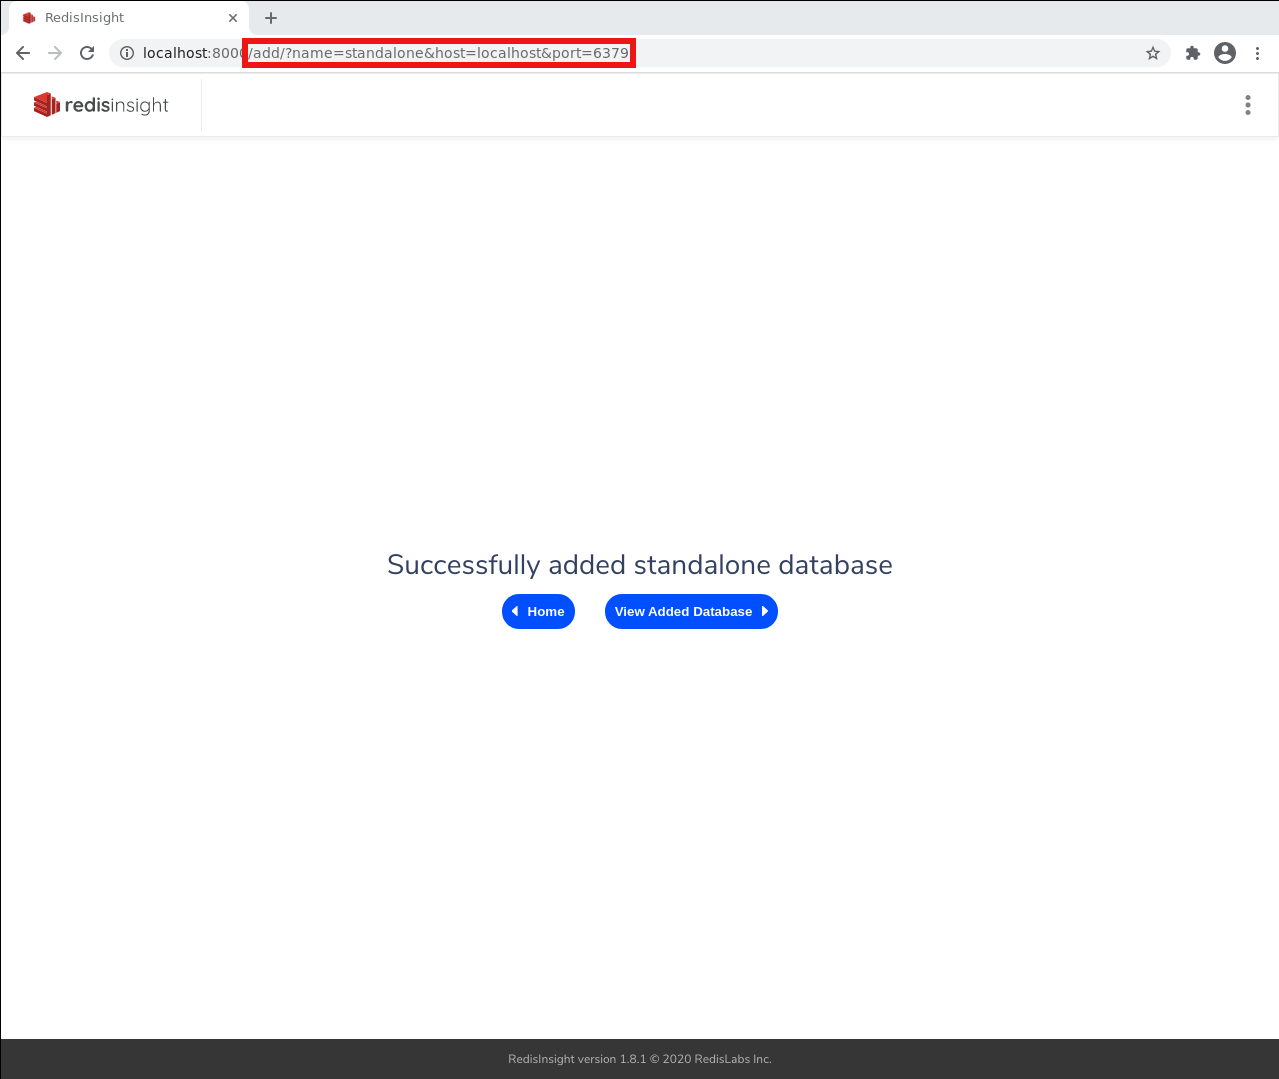 RedisInsight
localhost:8000/add/?name=standalone&host=localhost&port=6379
redisinsight
Successfully added standalone database
Home
View Added Database
RedisInsight version 1.8.1 © 2020 RedisLabs Inc.